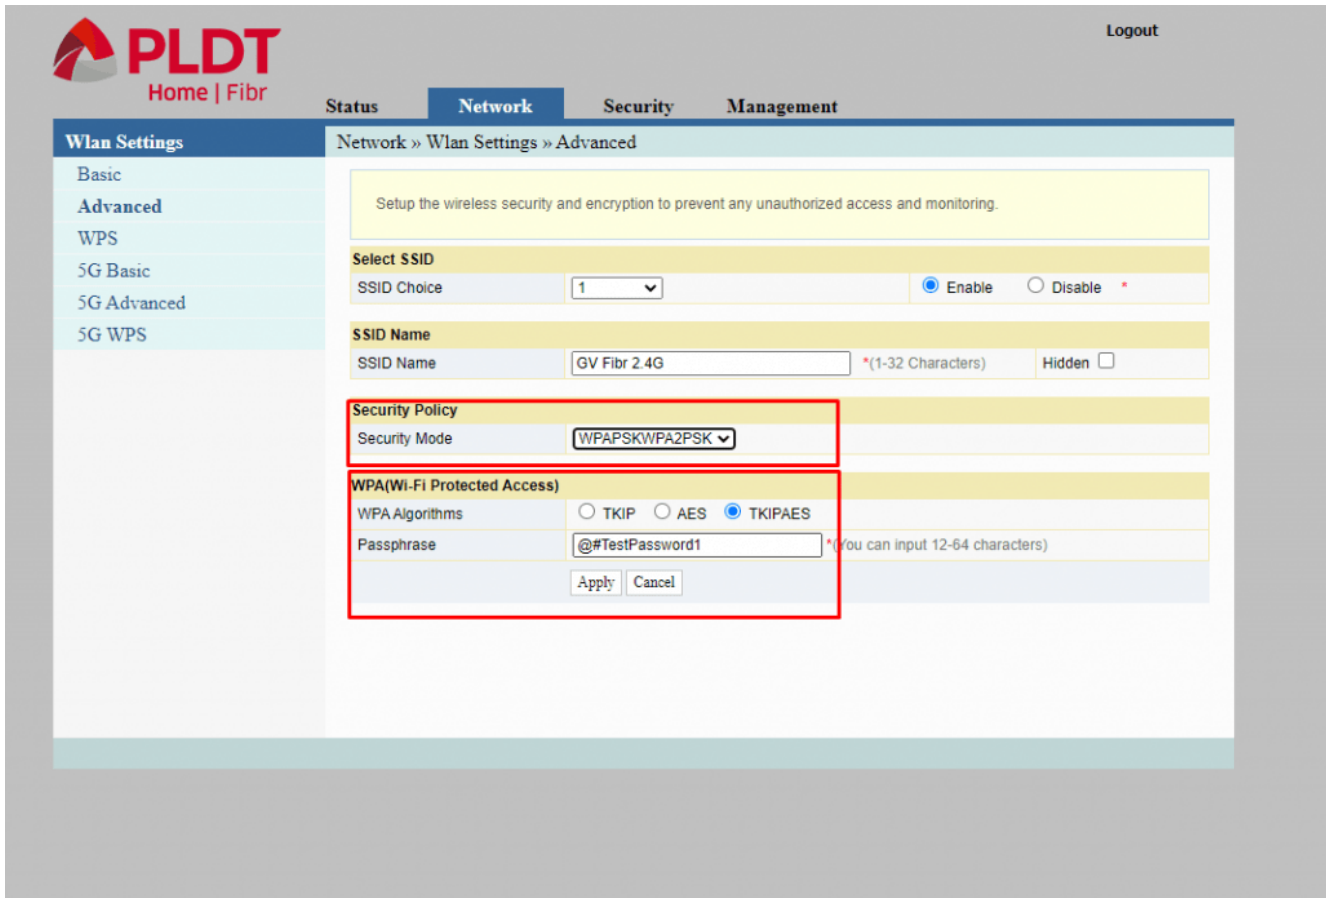 PLDT
Home | Fibr
Logout
Status Network Security Management
Wlan Settings
Network » Wlan Settings » Advanced
Basic
Advanced
WPS
5G Basic
5G Advanced
5G WPS
Setup the wireless security and encryption to prevent any unauthorized access and monitoring.
Select SSID
SSID Choice 1 Enable Disable *
SSID Name
SSID Name GV Fibr 2.4G *(1-32 Characters) Hidden
Security Policy
Security Mode WPAPSKWPA2PSK
WPA(Wi-Fi Protected Access)
WPA Algorithms TKIP AES TKIPAES
Passphrase @#TestPassword1 *(You can input 12-64 characters)
Apply Cancel